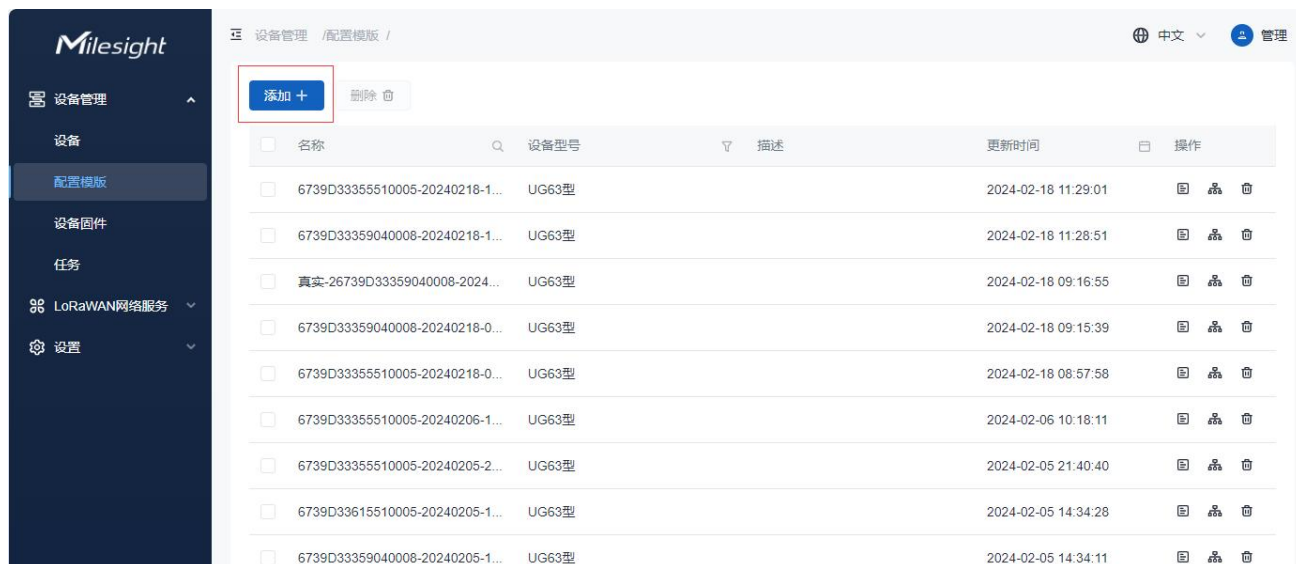 Milesight
设备管理 /配置模版 /
中文
管理
设备管理
设备
配置模版
设备固件
任务
LoRaWAN网络服务
设置
添加 +
删除
名称 设备型号 描述 更新时间 操作
6739D33355510005-20240218-1... UG63型 2024-02-18 11:29:01
6739D33359040008-20240218-1... UG63型 2024-02-18 11:28:51
真实-26739D33359040008-2024... UG63型 2024-02-18 09:16:55
6739D33359040008-20240218-0... UG63型 2024-02-18 09:15:39
6739D33355510005-20240218-0... UG63型 2024-02-18 08:57:58
6739D33355510005-20240206-1... UG63型 2024-02-06 10:18:11
6739D33355510005-20240205-2... UG63型 2024-02-05 21:40:40
6739D33615510005-20240205-1... UG63型 2024-02-05 14:34:28
6739D33359040008-20240205-1... UG63型 2024-02-05 14:34:11